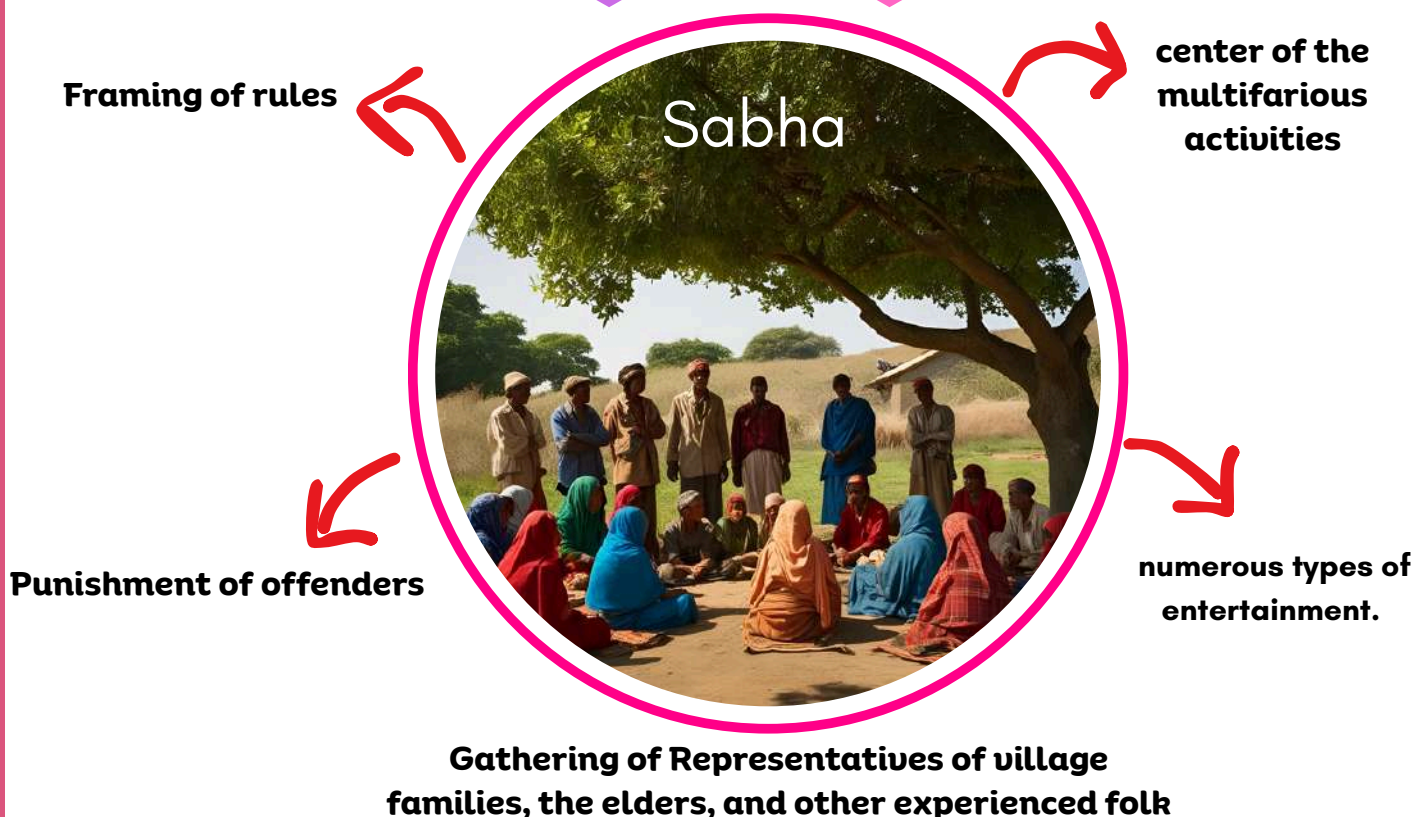 Sabha
Framing of rules
center of the
multifarious
activities
Punishment of offenders
numerous types of
entertainment.
Gathering of Representatives of village
families, the elders, and other experienced folk